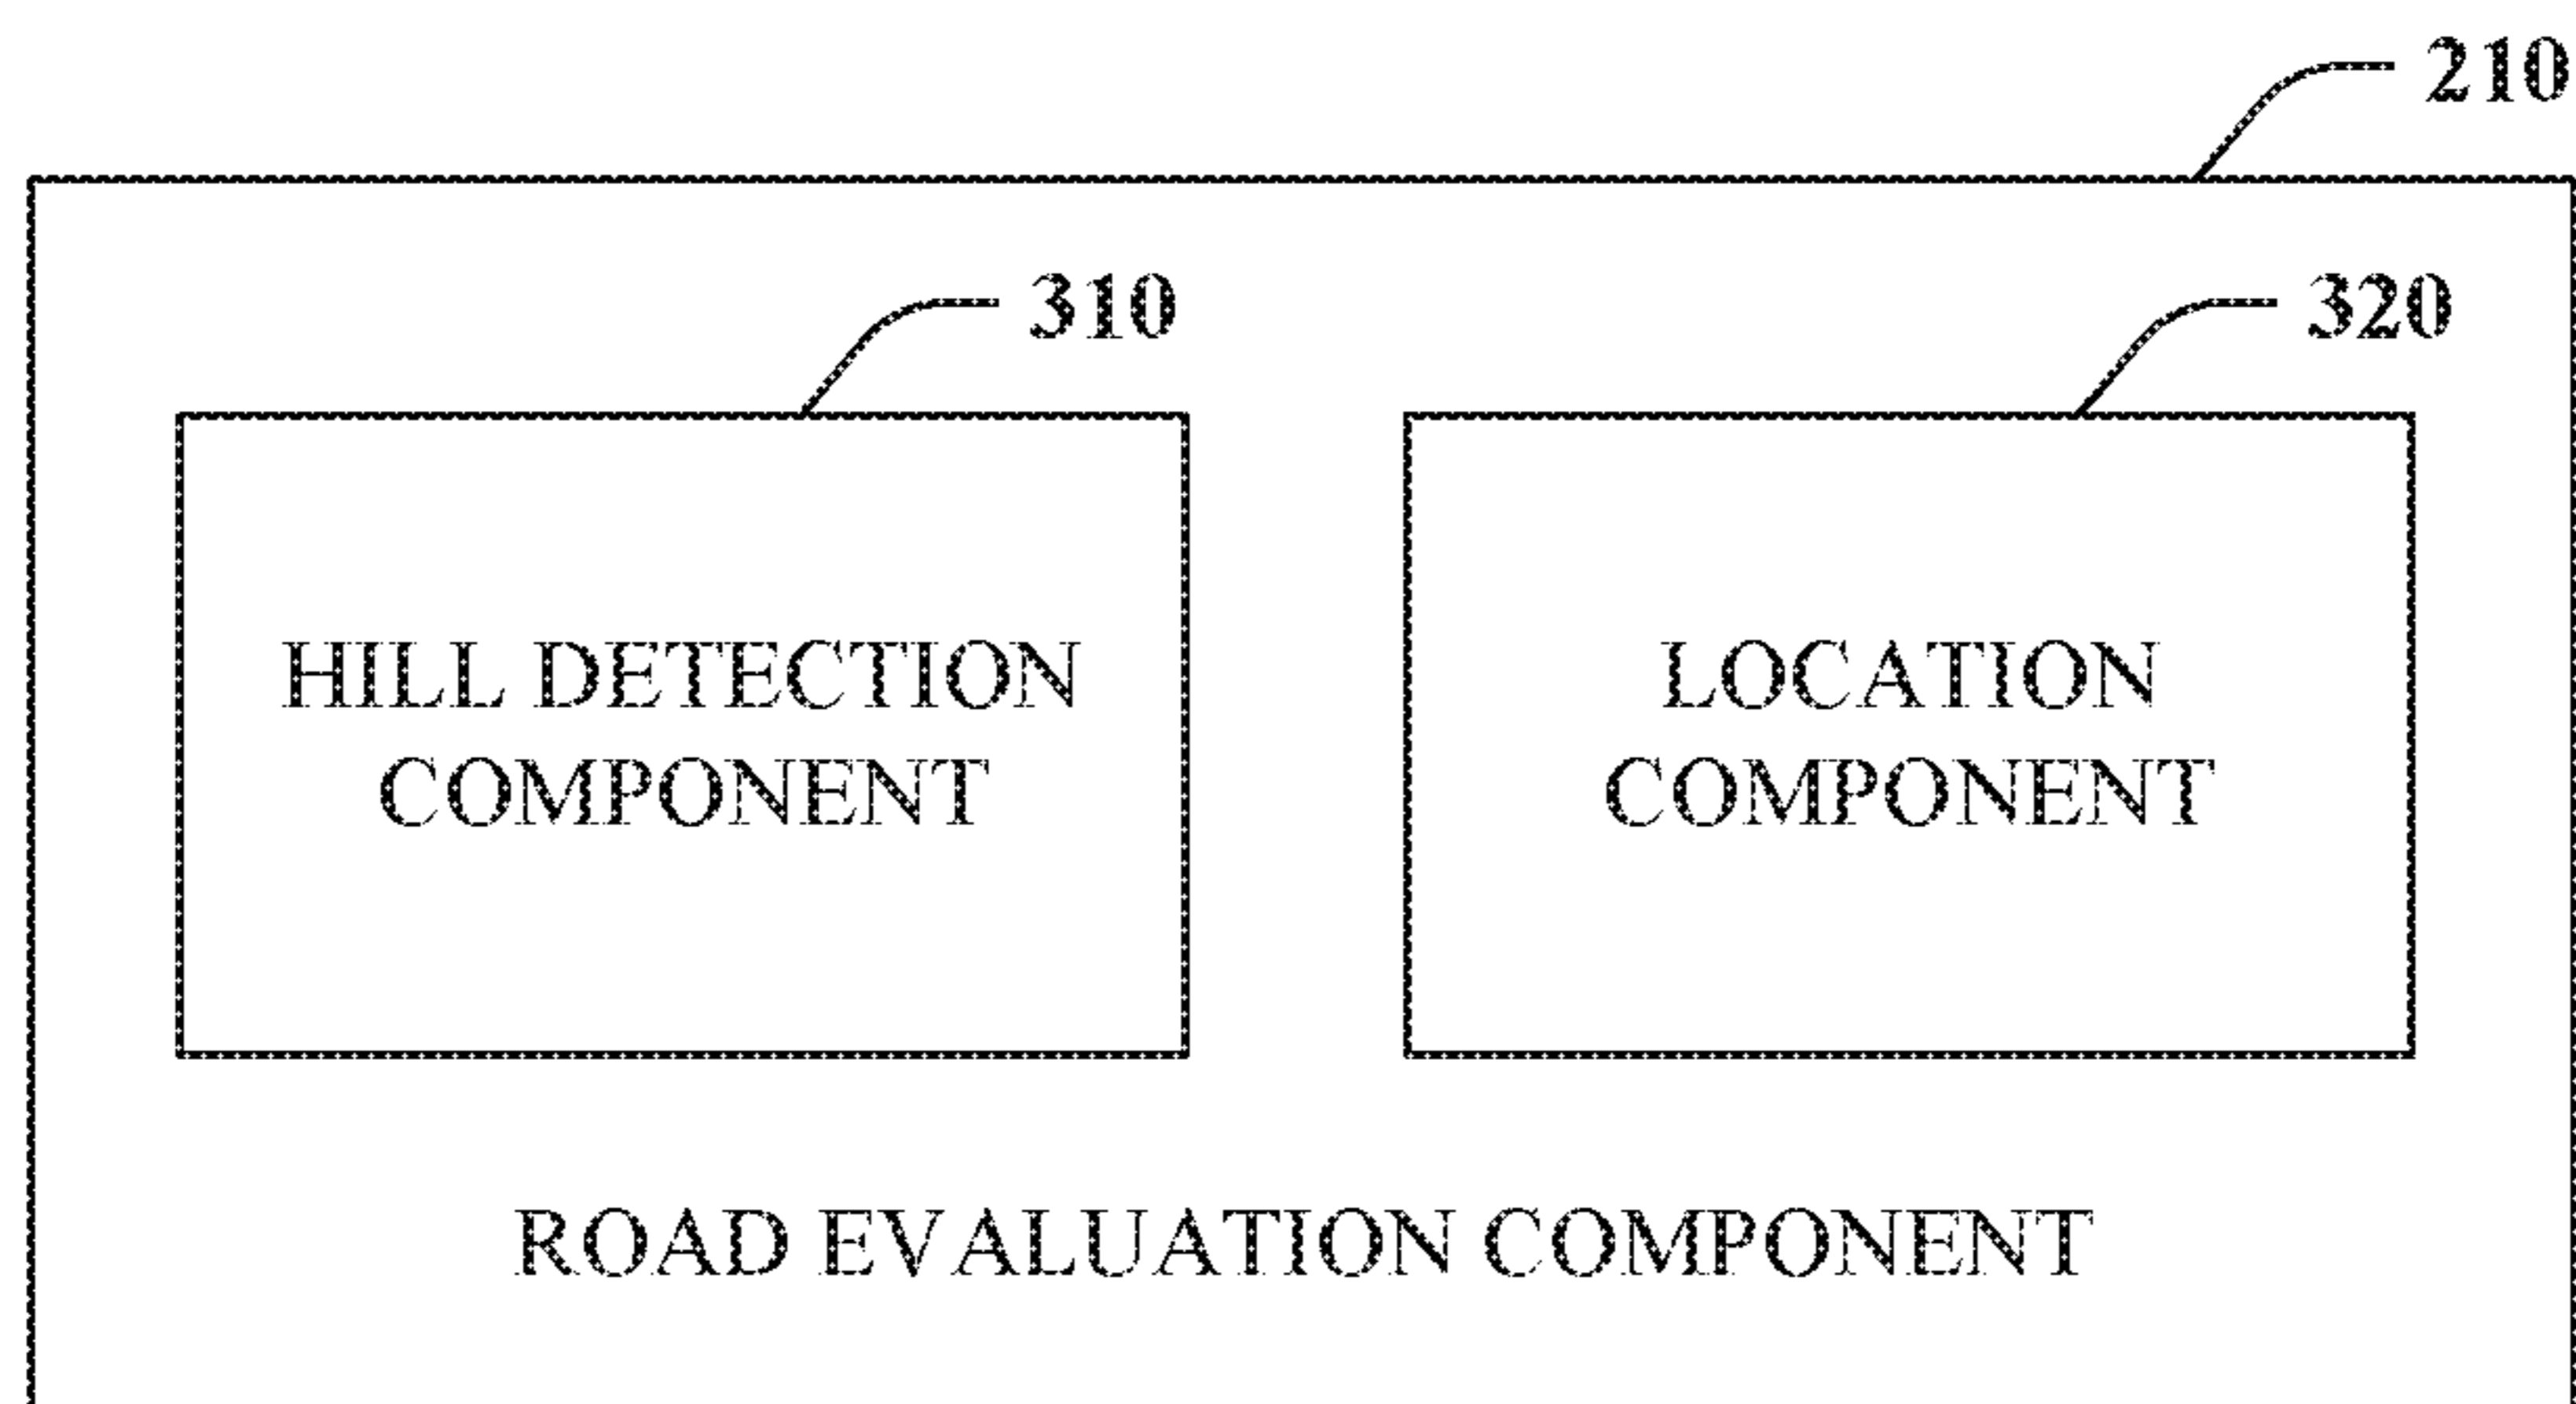 210
310
320
HILL DETECTION
COMPONENT
LOCATION
COMPONENT
ROAD EVALUATION COMPONENT